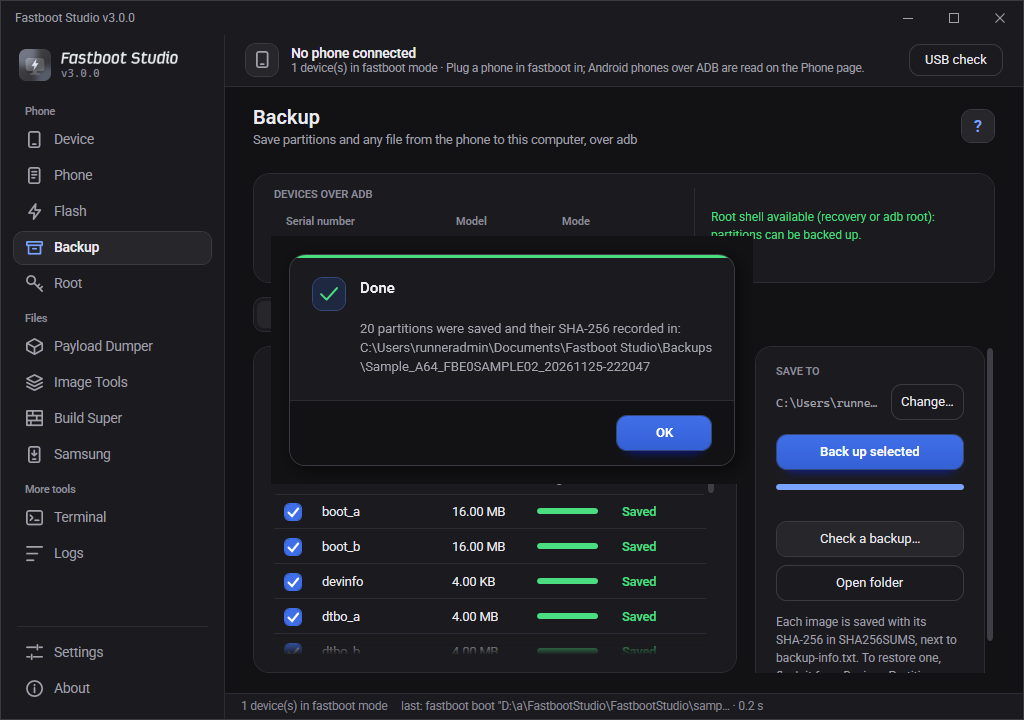 Fastboot Studio v3.0.0
Fastboot Studio
v3.0.0
Phone
Device
Phone
Flash
Backup
Root
Files
Payload Dumper
Image Tools
Build Super
Samsung
More tools
Terminal
Logs
Settings
About
No phone connected
1 device(s) in fastboot mode · Plug a phone in fastboot in; Android phones over ADB are read on the Phone page.
USB check
Backup
Save partitions and any file from the phone to this computer, over adb
?
DEVICES OVER ADB
Serial number Model Mode
Root shell available (recovery or adb root):
partitions can be backed up.
Done
20 partitions were saved and their SHA-256 recorded in:
C:\Users\runneradmin\Documents\Fastboot Studio\Backups
\Sample_A64_FBE0SAMPLE02_20261125-222047
OK
boot_a 16.00 MB Saved
boot_b 16.00 MB Saved
devinfo 4.00 KB Saved
dtbo_a 4.00 MB Saved
dtbo_b 4.00 MB Saved
SAVE TO
C:\Users\runne…
Change…
Back up selected
Check a backup…
Open folder
Each image is saved with its
SHA-256 in SHA256SUMS, next to
backup-info.txt. To restore one,
1 device(s) in fastboot mode last: fastboot boot "D:\a\FastbootStudio\FastbootStudio\samp… · 0.2 s